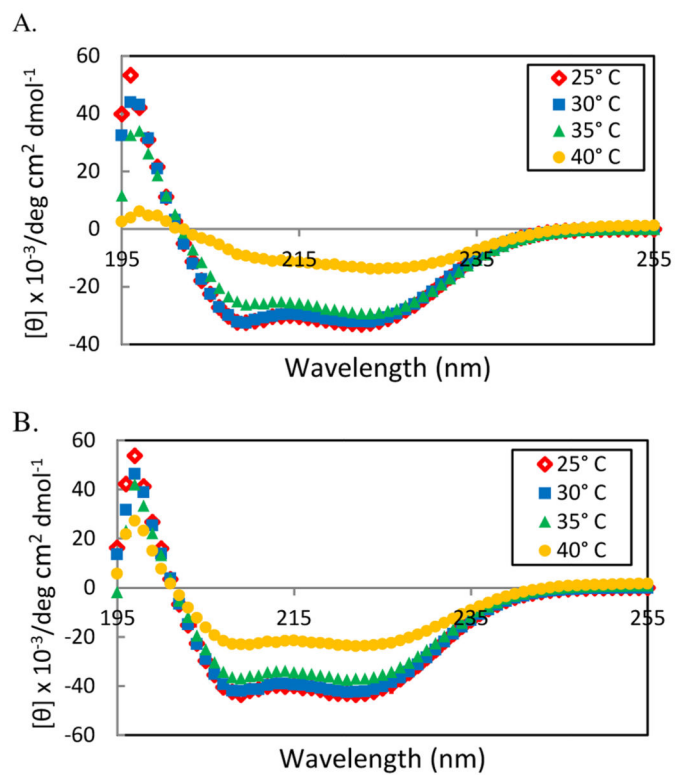 A.
60
40
20
0
-20
-40
195
215
235
255
[θ] x 10⁻³/deg cm² dmol⁻¹
Wavelength (nm)
25° C
30° C
35° C
40° C
B.
60
40
20
0
-20
-40
-60
195
215
235
255
[θ] x 10⁻³/deg cm² dmol⁻¹
Wavelength (nm)
25° C
30° C
35° C
40° C